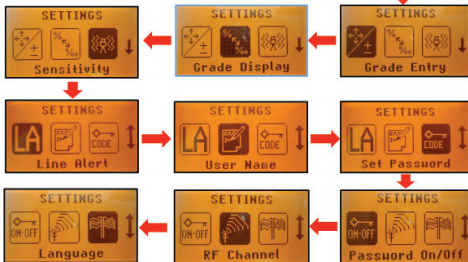 SETTINGS
Sensitivity
SETTINGS
Grade Display
SETTINGS
Grade Entry
SETTINGS
LA
CODE
Line Alert
SETTINGS
LA
CODE
User Name
SETTINGS
LA
CODE
Set Password
SETTINGS
ON-OFF
Language
SETTINGS
ON-OFF
RF Channel
SETTINGS
ON-OFF
Password On/Off